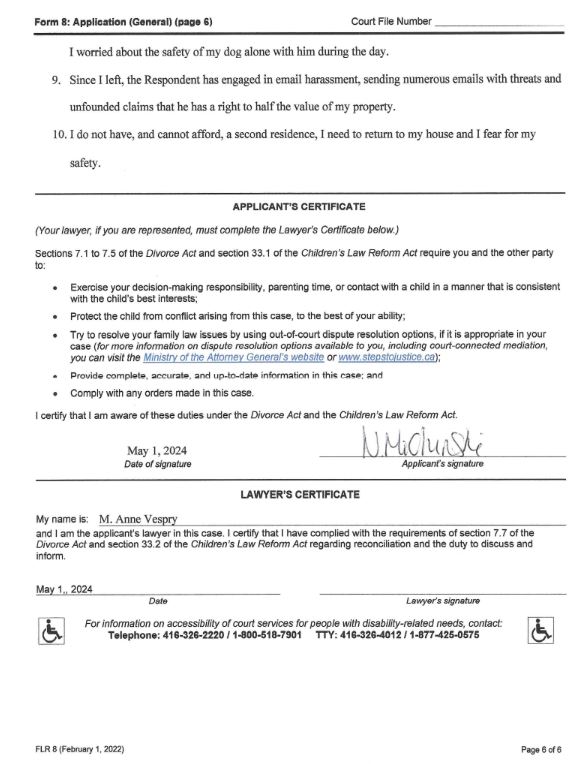 Form 8: Application (General) (page 6) Court File Number
I worried about the safety of my dog alone with him during the day.
9. Since I left, the Respondent has engaged in email harassment, sending numerous emails with threats and
unfounded claims that he has a right to half the value of my property.
10. I do not have, and cannot afford, a second residence, I need to return to my house and I fear for my
safety.
APPLICANT'S CERTIFICATE
(Your lawyer, if you are represented, must complete the Lawyer's Certificate below.)
Sections 7.1 to 7.5 of the Divorce Act and section 33.1 of the Children's Law Reform Act require you and the other party
to:
• Exercise your decision-making responsibility, parenting time, or contact with a child in a manner that is consistent
with the child's best interests;
• Protect the child from conflict arising from this case, to the best of your ability;
• Try to resolve your family law issues by using out-of-court dispute resolution options, if it is appropriate in your
case (for more information on dispute resolution options available to you, including court-connected mediation,
you can visit the Ministry of the Attorney General's website or www.stepstojustice.ca);
• Provide complete, accurate, and up-to-date information in this case; and
• Comply with any orders made in this case.
I certify that I am aware of these duties under the Divorce Act and the Children's Law Reform Act.
May 1, 2024
Date of signature Applicant's signature
LAWYER'S CERTIFICATE
My name is: M. Anne Vespry
and I am the applicant's lawyer in this case. I certify that I have complied with the requirements of section 7.7 of the
Divorce Act and section 33.2 of the Children's Law Reform Act regarding reconciliation and the duty to discuss and
inform.
May 1,, 2024
Date Lawyer's signature
For information on accessibility of court services for people with disability-related needs, contact:
Telephone: 416-326-2220 / 1-800-518-7901 TTY: 416-326-4012 / 1-877-425-0575
FLR 8 (February 1, 2022) Page 6 of 6